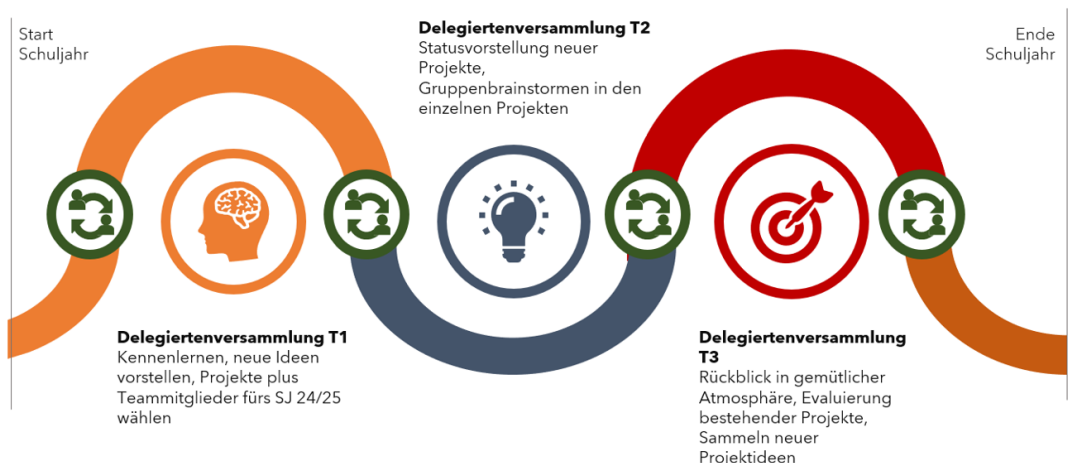 Start
Schuljahr
Delegiertenversammlung T2
Statusvorstellung neuer
Projekte,
Gruppenbrainstormen in den
einzelnen Projekten
Ende
Schuljahr
Delegiertenversammlung T1
Kennenlernen, neue Ideen
vorstellen, Projekte plus
Teammitglieder fürs SJ 24/25
wählen
Delegiertenversammlung
T3
Rückblick in gemütlicher
Atmosphäre, Evaluierung
bestehender Projekte,
Sammeln neuer
Projektideen